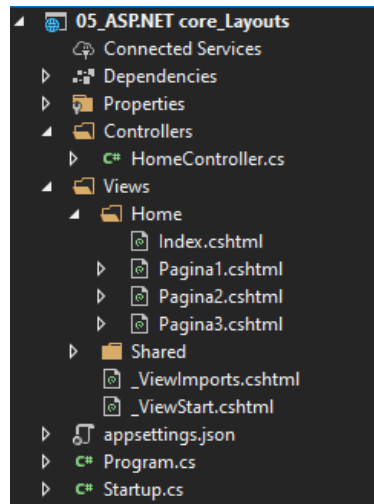 05_ASP.NET core_Layouts
Connected Services
Dependencies
Properties
Controllers
C# HomeController.cs
Views
Home
Index.cshtml
Pagina1.cshtml
Pagina2.cshtml
Pagina3.cshtml
Shared
_ViewImports.cshtml
_ViewStart.cshtml
appsettings.json
C# Program.cs
C# Startup.cs